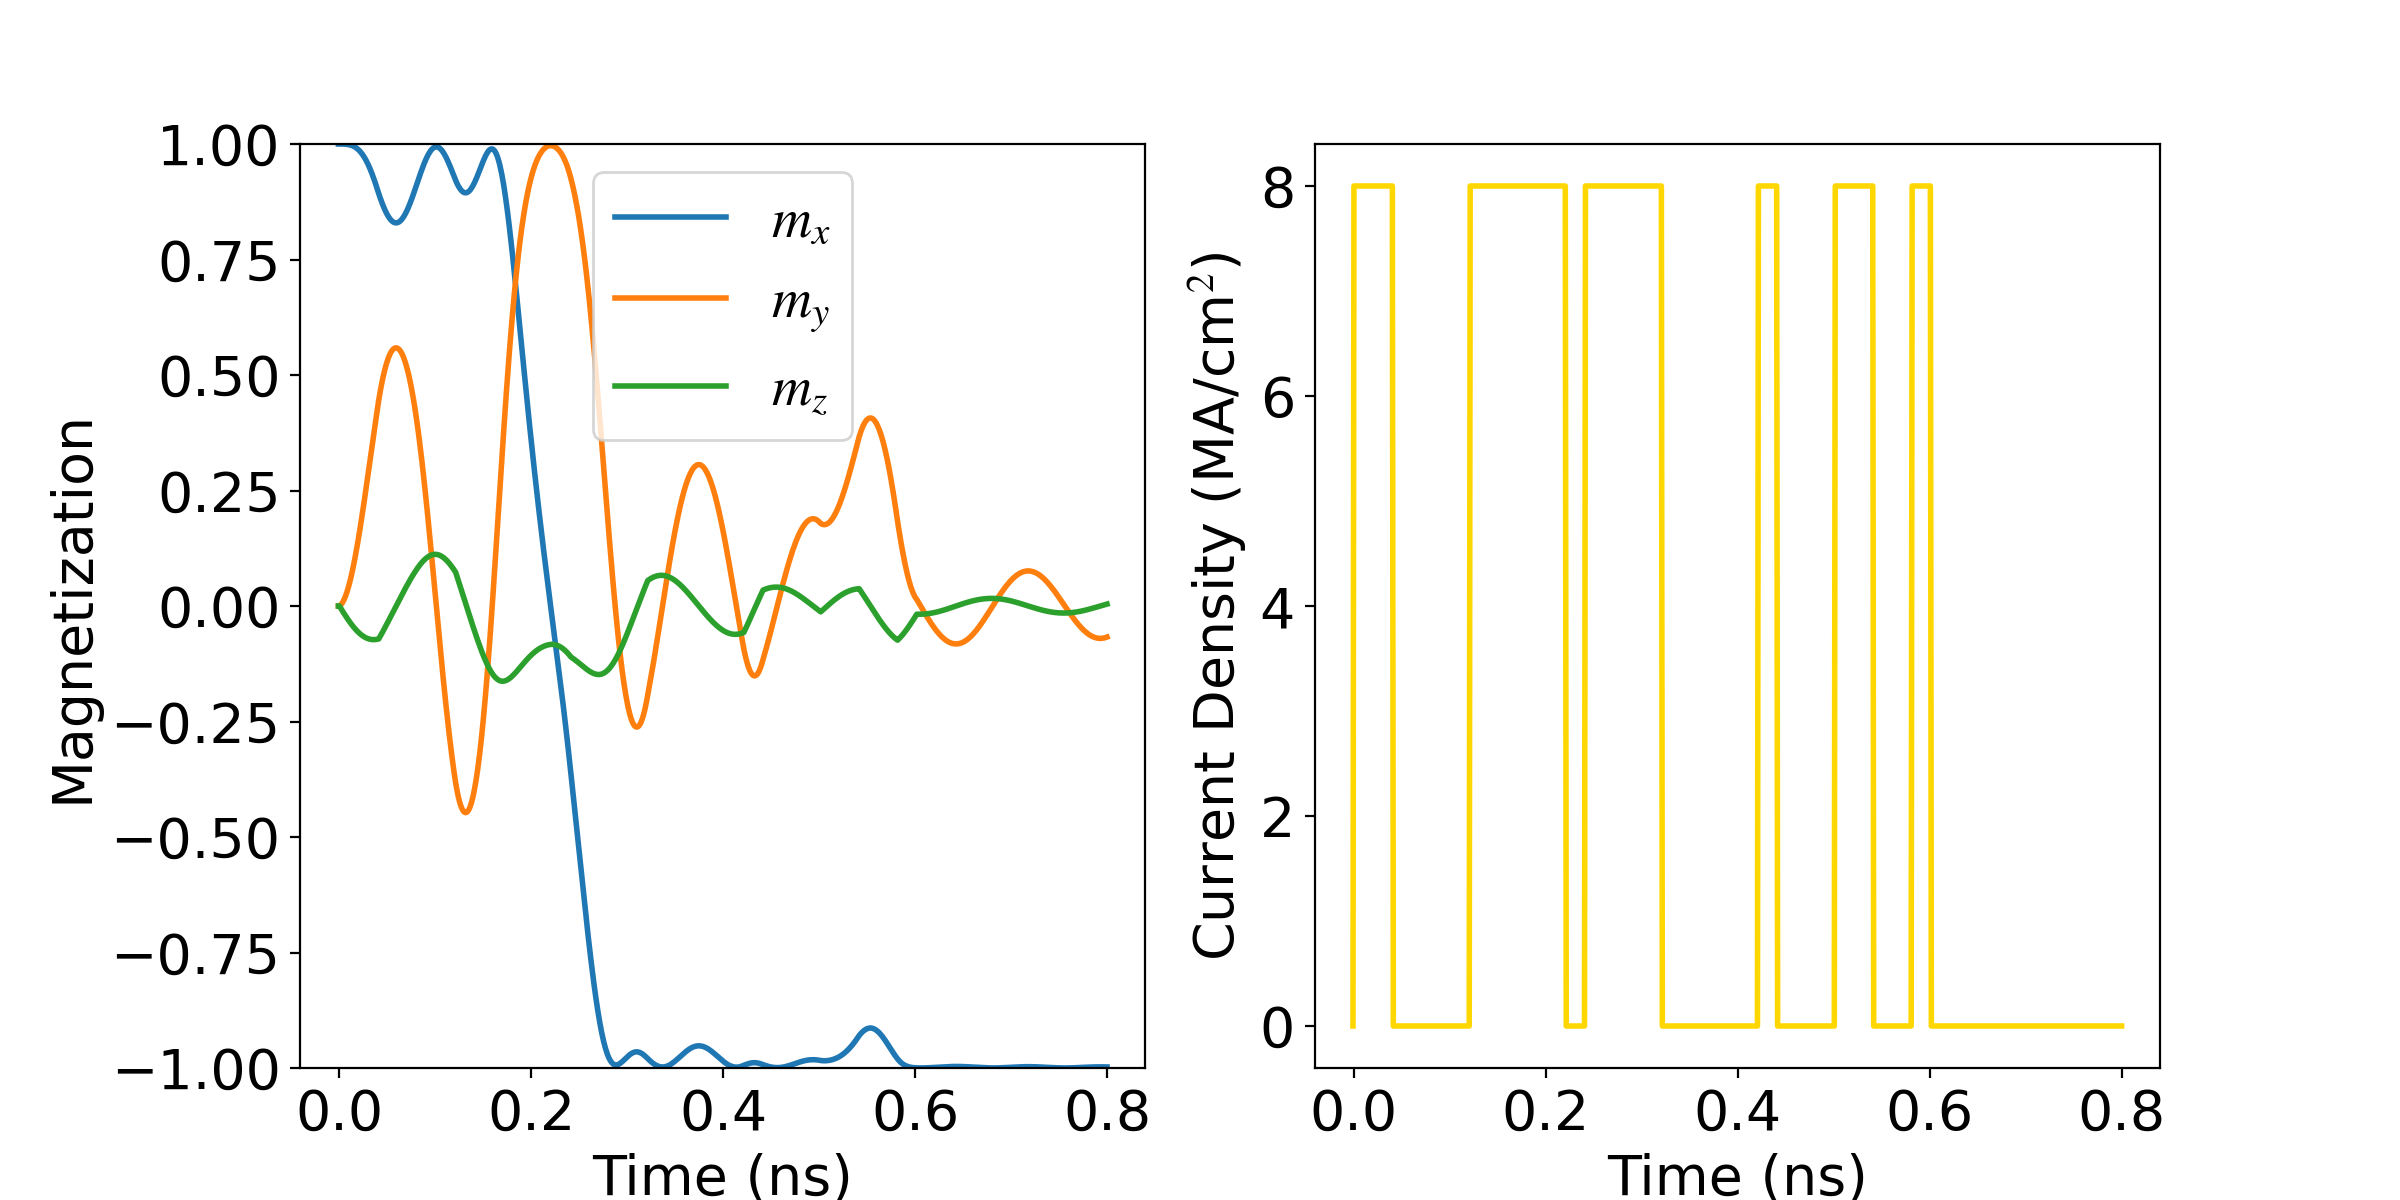 1.00
0.75
0.50
0.25
0.00
−0.25
−0.50
−0.75
−1.00
Magnetization
0.0 0.2 0.4 0.6 0.8
Time (ns)
m_x
m_y
m_z
8
6
4
2
0
Current Density (MA/cm²)
0.0 0.2 0.4 0.6 0.8
Time (ns)